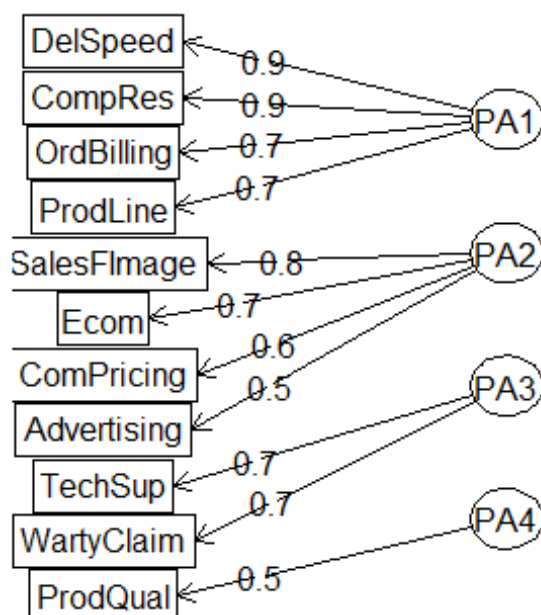 DelSpeed
0.9
CompRes
0.9
PA1
OrdBilling
0.7
ProdLine
0.7
SalesFImage
0.8
PA2
Ecom
0.7
ComPricing
0.6
Advertising
0.5
PA3
TechSup
0.7
WartyClaim
0.7
PA4
ProdQual
0.5